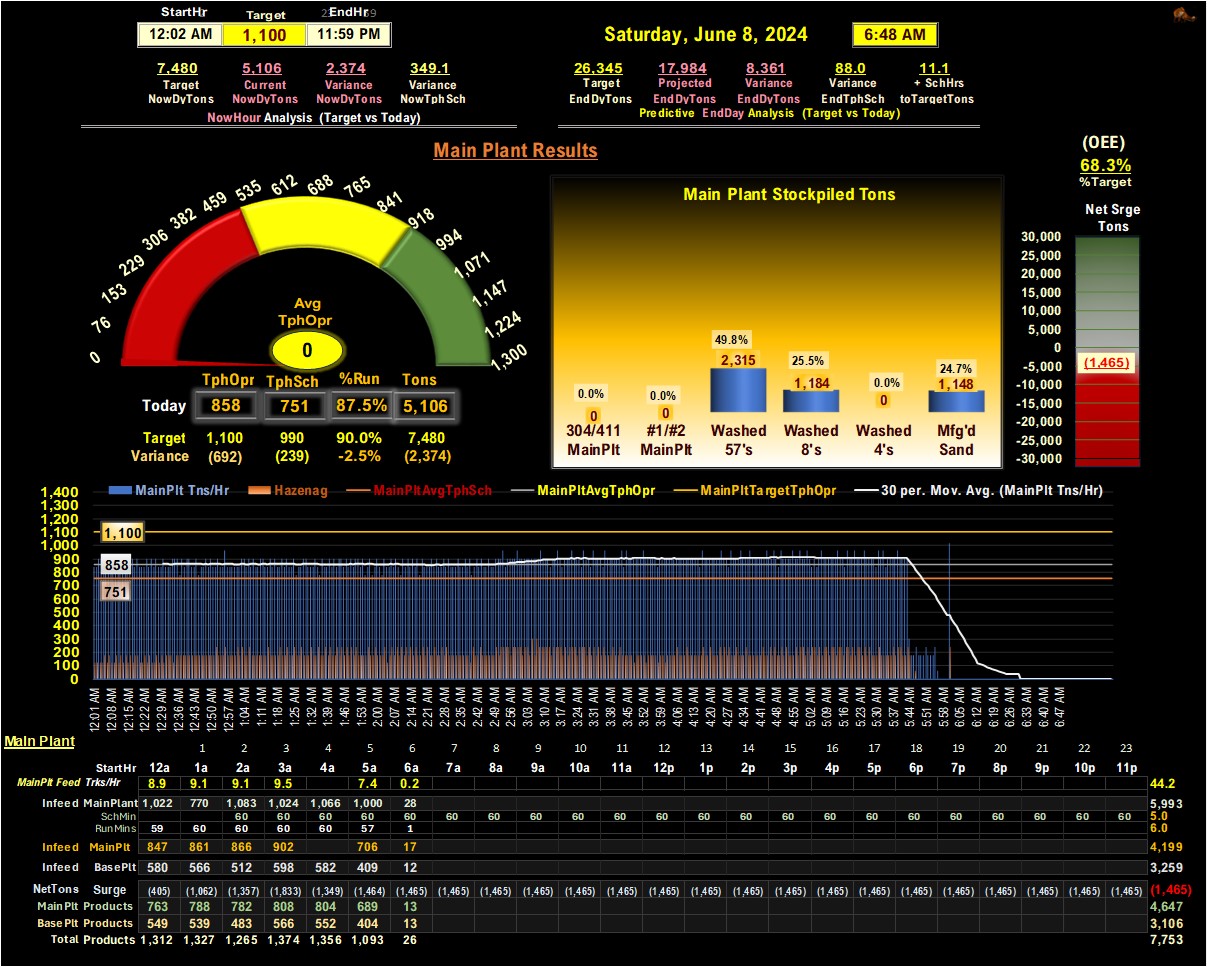 StartHr Target EndHr
12:02 AM 1,100 11:59 PM
Saturday, June 8, 2024 6:48 AM
7,480 5,106 2,374 349.1
Target Current Variance Variance
NowDyTons NowDyTons NowDyTons NowTphSch
NowHour Analysis (Target vs Today)
26,345 17,984 8,361 88.0 11.1
Target Projected Variance Variance + SchHrs
EndDyTons EndDyTons EndDyTons EndTphSch toTargetTons
Predictive EndDay Analysis (Target vs Today)
Main Plant Results
(OEE)
68.3%
%Target
0 76 153 229 306 382 459 535 612 688 765 841 918 994 1,071 1,147 1,224 1,300
Avg
TphOpr
0
TphOpr TphSch %Run Tons
Today 858 751 87.5% 5,106
Target 1,100 990 90.0% 7,480
Variance (692) (239) -2.5% (2,374)
Main Plant Stockpiled Tons
0.0% 0.0% 49.8% 25.5% 0.0% 24.7%
0 0 2,315 1,184 0 1,148
304/411 #1/#2 Washed Washed Washed Mfg'd
MainPlt MainPlt 57's 8's 4's Sand
Net Srge
Tons
30,000
25,000
20,000
15,000
10,000
5,000
0
-5,000
-10,000
-15,000
-20,000
-25,000
-30,000
(1,465)
MainPlt Tns/Hr Hazenag MainPltAvgTphSch MainPltAvgTphOpr MainPltTargetTphOpr 30 per. Mov. Avg. (MainPlt Tns/Hr)
1,400
1,300
1,200
1,100
1,000
900
800
700
600
500
400
300
200
100
0
1,100
858
751
12:01 AM 12:08 AM 12:15 AM 12:22 AM 12:29 AM 12:36 AM 12:43 AM 12:50 AM 12:57 AM 1:04 AM 1:11 AM 1:18 AM 1:25 AM 1:32 AM 1:39 AM 1:46 AM 1:53 AM 2:00 AM 2:07 AM 2:14 AM 2:21 AM 2:28 AM 2:35 AM 2:42 AM 2:49 AM 2:56 AM 3:03 AM 3:10 AM 3:17 AM 3:24 AM 3:31 AM 3:38 AM 3:45 AM 3:52 AM 3:59 AM 4:06 AM 4:13 AM 4:20 AM 4:27 AM 4:34 AM 4:41 AM 4:48 AM 4:55 AM 5:02 AM 5:09 AM 5:16 AM 5:23 AM 5:30 AM 5:37 AM 5:44 AM 5:51 AM 5:58 AM 6:05 AM 6:12 AM 6:19 AM 6:26 AM 6:33 AM 6:40 AM 6:47 AM
Main Plant
1 2 3 4 5 6 7 8 9 10 11 12 13 14 15 16 17 18 19 20 21 22 23
StartHr 12a 1a 2a 3a 4a 5a 6a 7a 8a 9a 10a 11a 12p 1p 2p 3p 4p 5p 6p 7p 8p 9p 10p 11p
MainPlt Feed Trks/Hr 8.9 9.1 9.1 9.5 7.4 0.2 44.2
Infeed MainPlant 1,022 770 1,083 1,024 1,066 1,000 28 5,993
SchMin 60 60 60 60 60 60 60 60 60 60 60 60 60 60 60 60 60 60 60 60 60 60 5.0
RunMins 59 60 60 60 60 57 1 6.0
Infeed MainPlt 847 861 866 902 706 17 4,199
Infeed BasePlt 580 566 512 598 582 409 12 3,259
NetTons Surge (405) (1,062) (1,357) (1,833) (1,349) (1,464) (1,465) (1,465) (1,465) (1,465) (1,465) (1,465) (1,465) (1,465) (1,465) (1,465) (1,465) (1,465) (1,465) (1,465) (1,465) (1,465) (1,465) (1,465) (1,465)
MainPlt Products 763 788 782 808 804 689 13 4,647
BasePlt Products 549 539 483 566 552 404 13 3,106
Total Products 1,312 1,327 1,265 1,374 1,356 1,093 26 7,753